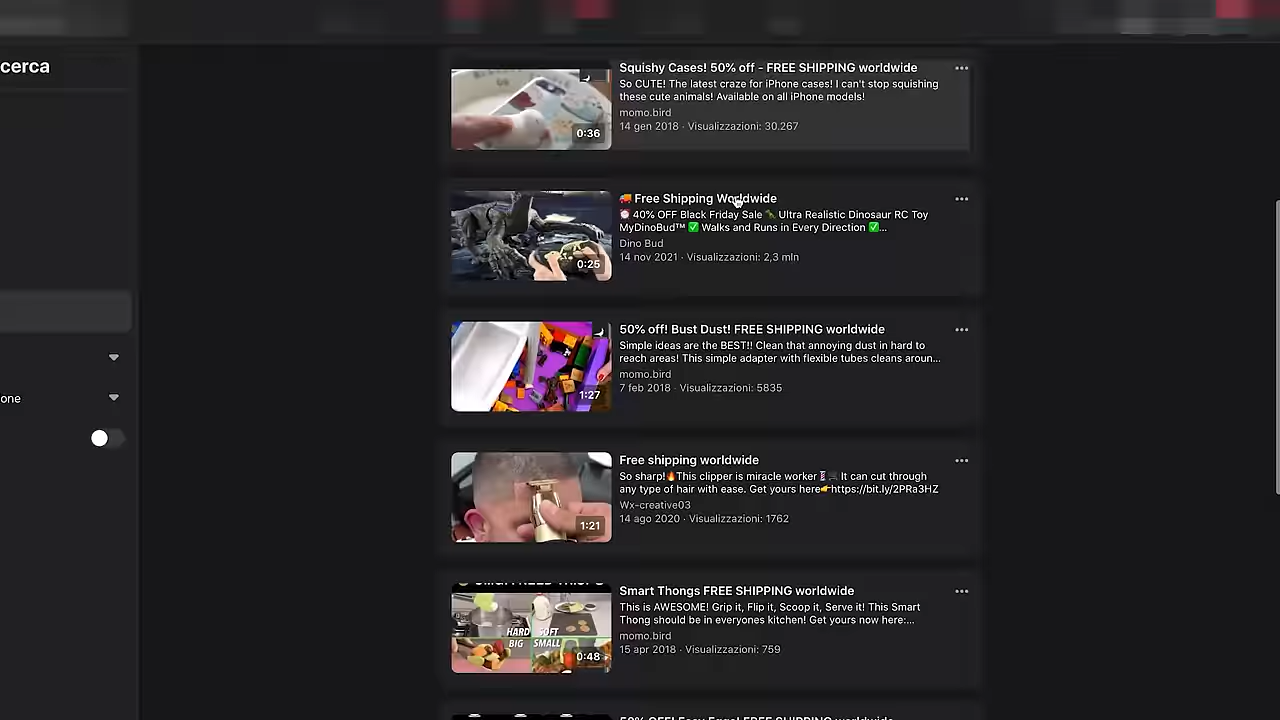 cerca
Squishy Cases! 50% off - FREE SHIPPING worldwide
So CUTE! The latest craze for iPhone cases! I can't stop squishing
these cute animals! Available on all iPhone models!
momo.bird
14 gen 2018 · Visualizzazioni: 30.267
0:36
🚚 Free Shipping Worldwide
⏰ 40% OFF Black Friday Sale 🦖 Ultra Realistic Dinosaur RC Toy
MyDinoBud™ ✅ Walks and Runs in Every Direction ✅...
Dino Bud
14 nov 2021 · Visualizzazioni: 2,3 mln
0:25
50% off! Bust Dust! FREE SHIPPING worldwide
Simple ideas are the BEST!! Clean that annoying dust in hard to
reach areas! This simple adapter with flexible tubes cleans aroun...
momo.bird
7 feb 2018 · Visualizzazioni: 5835
1:27
one
Free shipping worldwide
So sharp!🔥This clipper is miracle worker💈 It can cut through
any type of hair with ease. Get yours here👉https://bit.ly/2PRa3HZ
Wx-creative03
14 ago 2020 · Visualizzazioni: 1762
1:21
Smart Thongs FREE SHIPPING worldwide
This is AWESOME! Grip it, Flip it, Scoop it, Serve it! This Smart
Thong should be in everyones kitchen! Get yours now here:...
momo.bird
15 apr 2018 · Visualizzazioni: 759
HARD SOFT
BIG SMALL
0:48